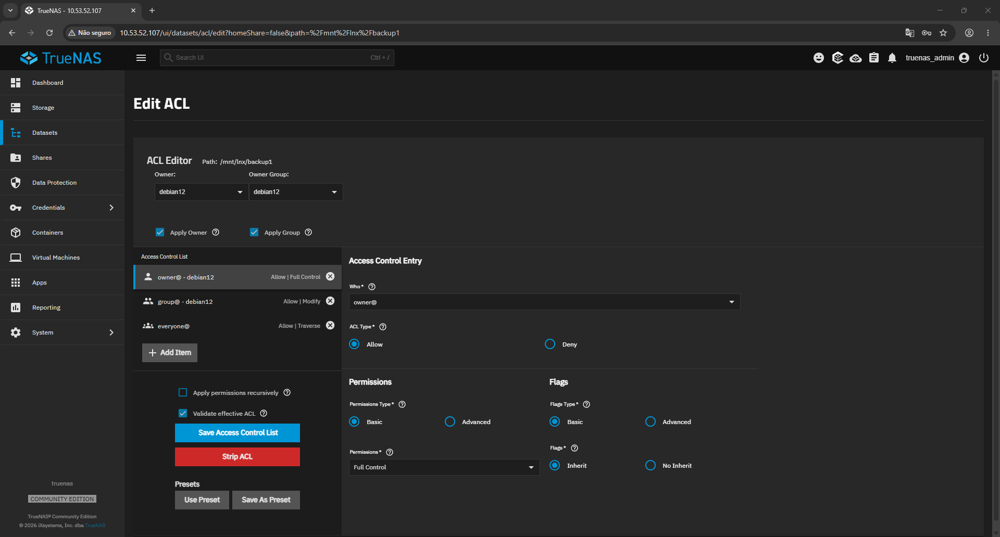 TrueNAS - 10.53.52.107
Não seguro
10.53.52.107/ui/datasets/acl/edit?homeShare=false&path=%2Fmnt%2Flnx%2Fbackup1
TrueNAS
Search UI
Ctrl + /
truenas_admin
Dashboard
Storage
Datasets
Shares
Data Protection
Credentials
Containers
Virtual Machines
Apps
Reporting
System
truenas
COMMUNITY EDITION
TrueNAS® Community Edition
© 2026 iXsystems, Inc. dba TrueNAS
Edit ACL
ACL Editor Path: /mnt/lnx/backup1
Owner: Owner Group:
debian12 debian12
Apply Owner Apply Group
Access Control List
owner@ - debian12 Allow | Full Control
group@ - debian12 Allow | Modify
everyone@ Allow | Traverse
Add Item
Apply permissions recursively
Validate effective ACL
Save Access Control List
Strip ACL
Presets
Use Preset Save As Preset
Access Control Entry
Who *
owner@
ACL Type *
Allow Deny
Permissions
Permissions Type *
Basic Advanced
Permissions *
Full Control
Flags
Flags Type *
Basic Advanced
Flags *
Inherit No Inherit